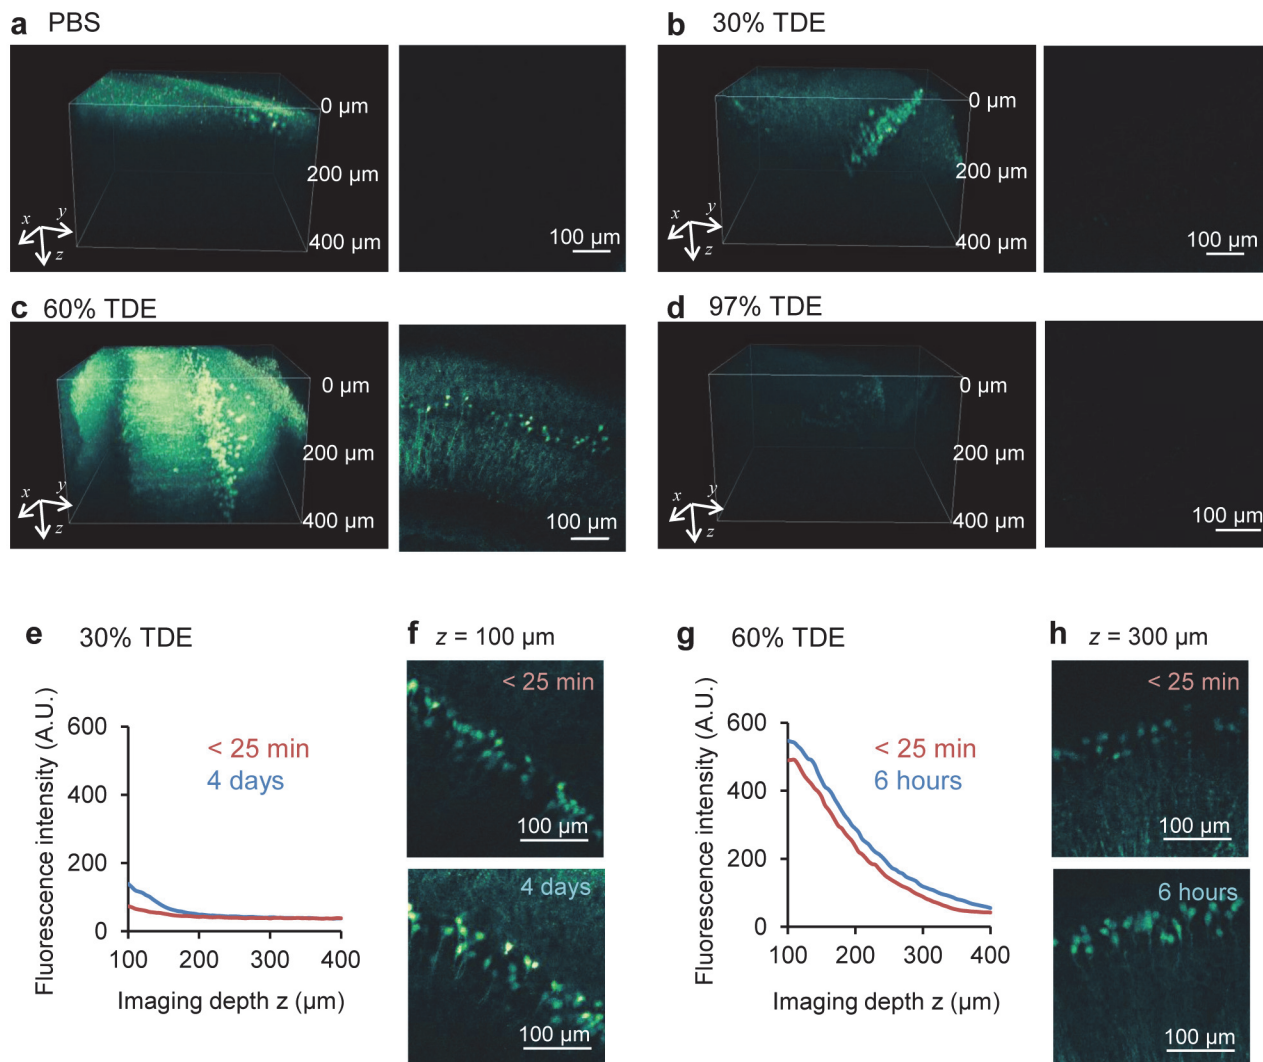 a PBS
0 µm
200 µm
400 µm
x
y
z
100 µm
b 30% TDE
0 µm
200 µm
400 µm
x
y
z
100 µm
c 60% TDE
0 µm
200 µm
400 µm
x
y
z
100 µm
d 97% TDE
0 µm
200 µm
400 µm
x
y
z
100 µm
e 30% TDE
Fluorescence intensity (A.U.)
600
400
200
0
< 25 min
4 days
100 200 300 400
Imaging depth z (µm)
f z = 100 µm
< 25 min
100 µm
4 days
100 µm
g 60% TDE
Fluorescence intensity (A.U.)
600
400
200
0
< 25 min
6 hours
100 200 300 400
Imaging depth z (µm)
h z = 300 µm
< 25 min
100 µm
6 hours
100 µm